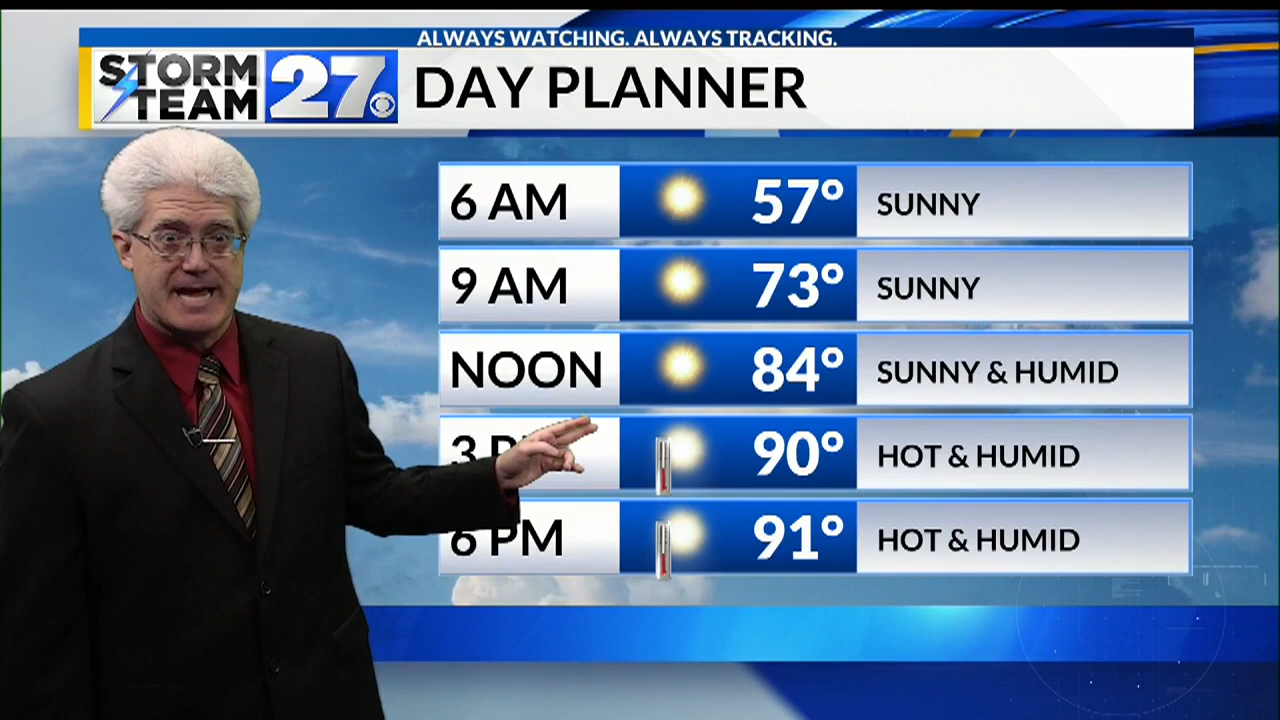 ALWAYS WATCHING. ALWAYS TRACKING.
STORM TEAM 27
DAY PLANNER
6 AM 57° SUNNY
9 AM 73° SUNNY
NOON 84° SUNNY & HUMID
3 P 90° HOT & HUMID
6 PM 91° HOT & HUMID